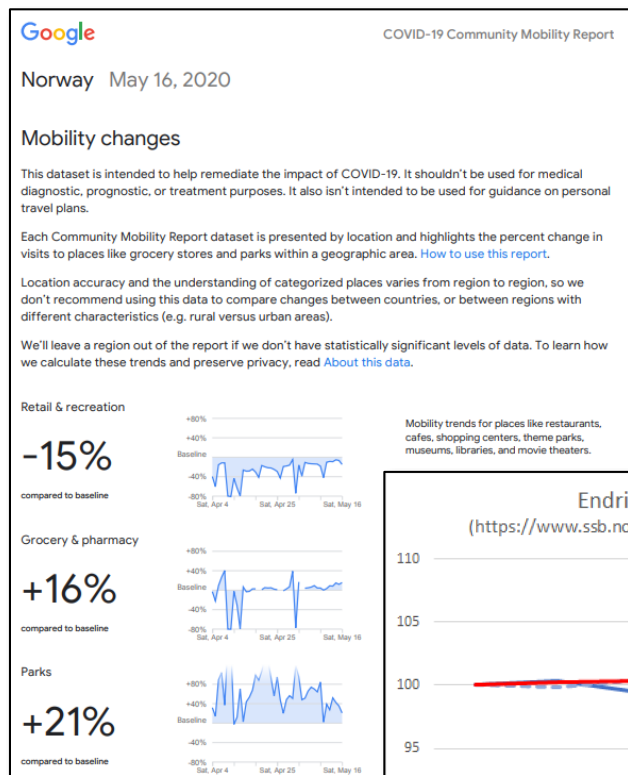 Google
COVID-19 Community Mobility Report
Norway May 16, 2020
Mobility changes
This dataset is intended to help remediate the impact of COVID-19. It shouldn't be used for medical
diagnostic, prognostic, or treatment purposes. It also isn't intended to be used for guidance on personal
travel plans.
Each Community Mobility Report dataset is presented by location and highlights the percent change in
visits to places like grocery stores and parks within a geographic area. How to use this report.
Location accuracy and the understanding of categorized places varies from region to region, so we
don't recommend using this data to compare changes between countries, or between regions with
different characteristics (e.g. rural versus urban areas).
We'll leave a region out of the report if we don't have statistically significant levels of data. To learn how
we calculate these trends and preserve privacy, read About this data.
Retail & recreation
-15%
compared to baseline
+80%
+40%
Baseline
-40%
-80%
Sat, Apr 4 Sat, Apr 25 Sat, May 16
Mobility trends for places like restaurants,
cafes, shopping centers, theme parks,
museums, libraries, and movie theaters.
Grocery & pharmacy
+16%
compared to baseline
+80%
+40%
Baseline
-40%
-80%
Sat, Apr 4 Sat, Apr 25 Sat, May 16
Parks
+21%
compared to baseline
+80%
+40%
Baseline
-40%
-80%
Sat, Apr 4 Sat, Apr 25 Sat, May 16
Endri
(https://www.ssb.no
110
105
100
95